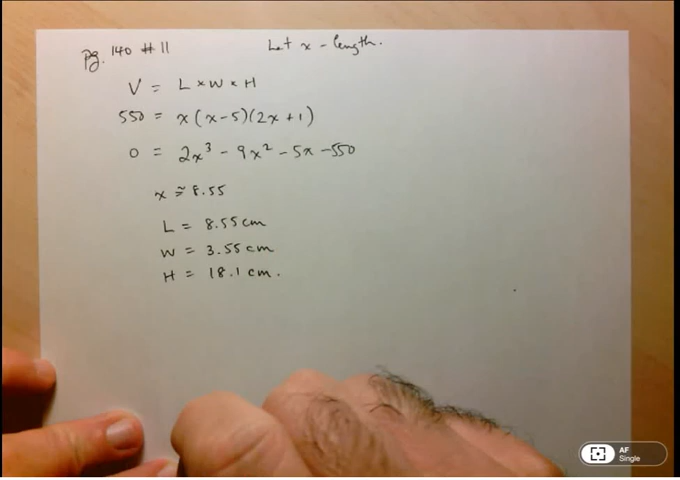 pg. 140 # 11
Let x - length.
V = L × W × H
550 = x(x-5)(2x+1)
0 = 2x³ - 9x² - 5x - 550
x ≈ 8.55
L = 8.55 cm
W = 3.55 cm
H = 18.1 cm.
AF
Single